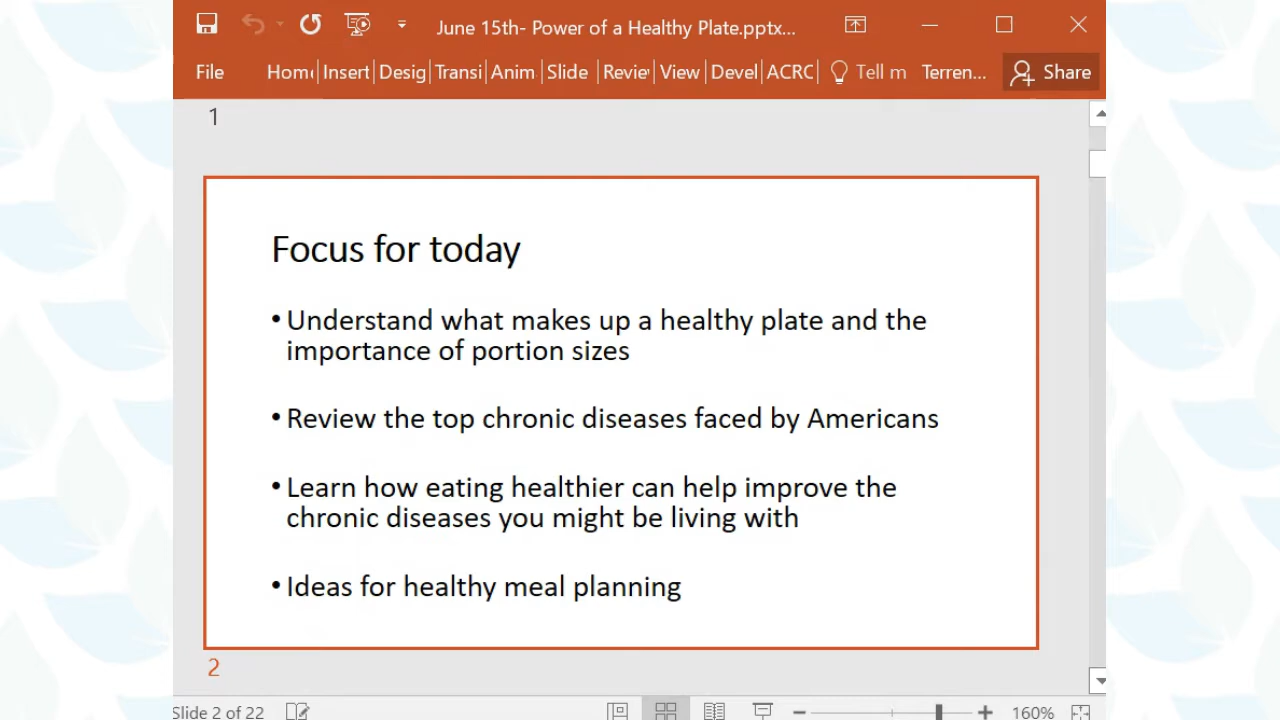 June 15th- Power of a Healthy Plate.pptx...
File Hom Insert Desig Transi Anim Slide Revie View Devel ACRC Tell m Terren... Share
1
Focus for today
• Understand what makes up a healthy plate and the
importance of portion sizes
• Review the top chronic diseases faced by Americans
• Learn how eating healthier can help improve the
chronic diseases you might be living with
• Ideas for healthy meal planning
2
Slide 2 of 22 160%